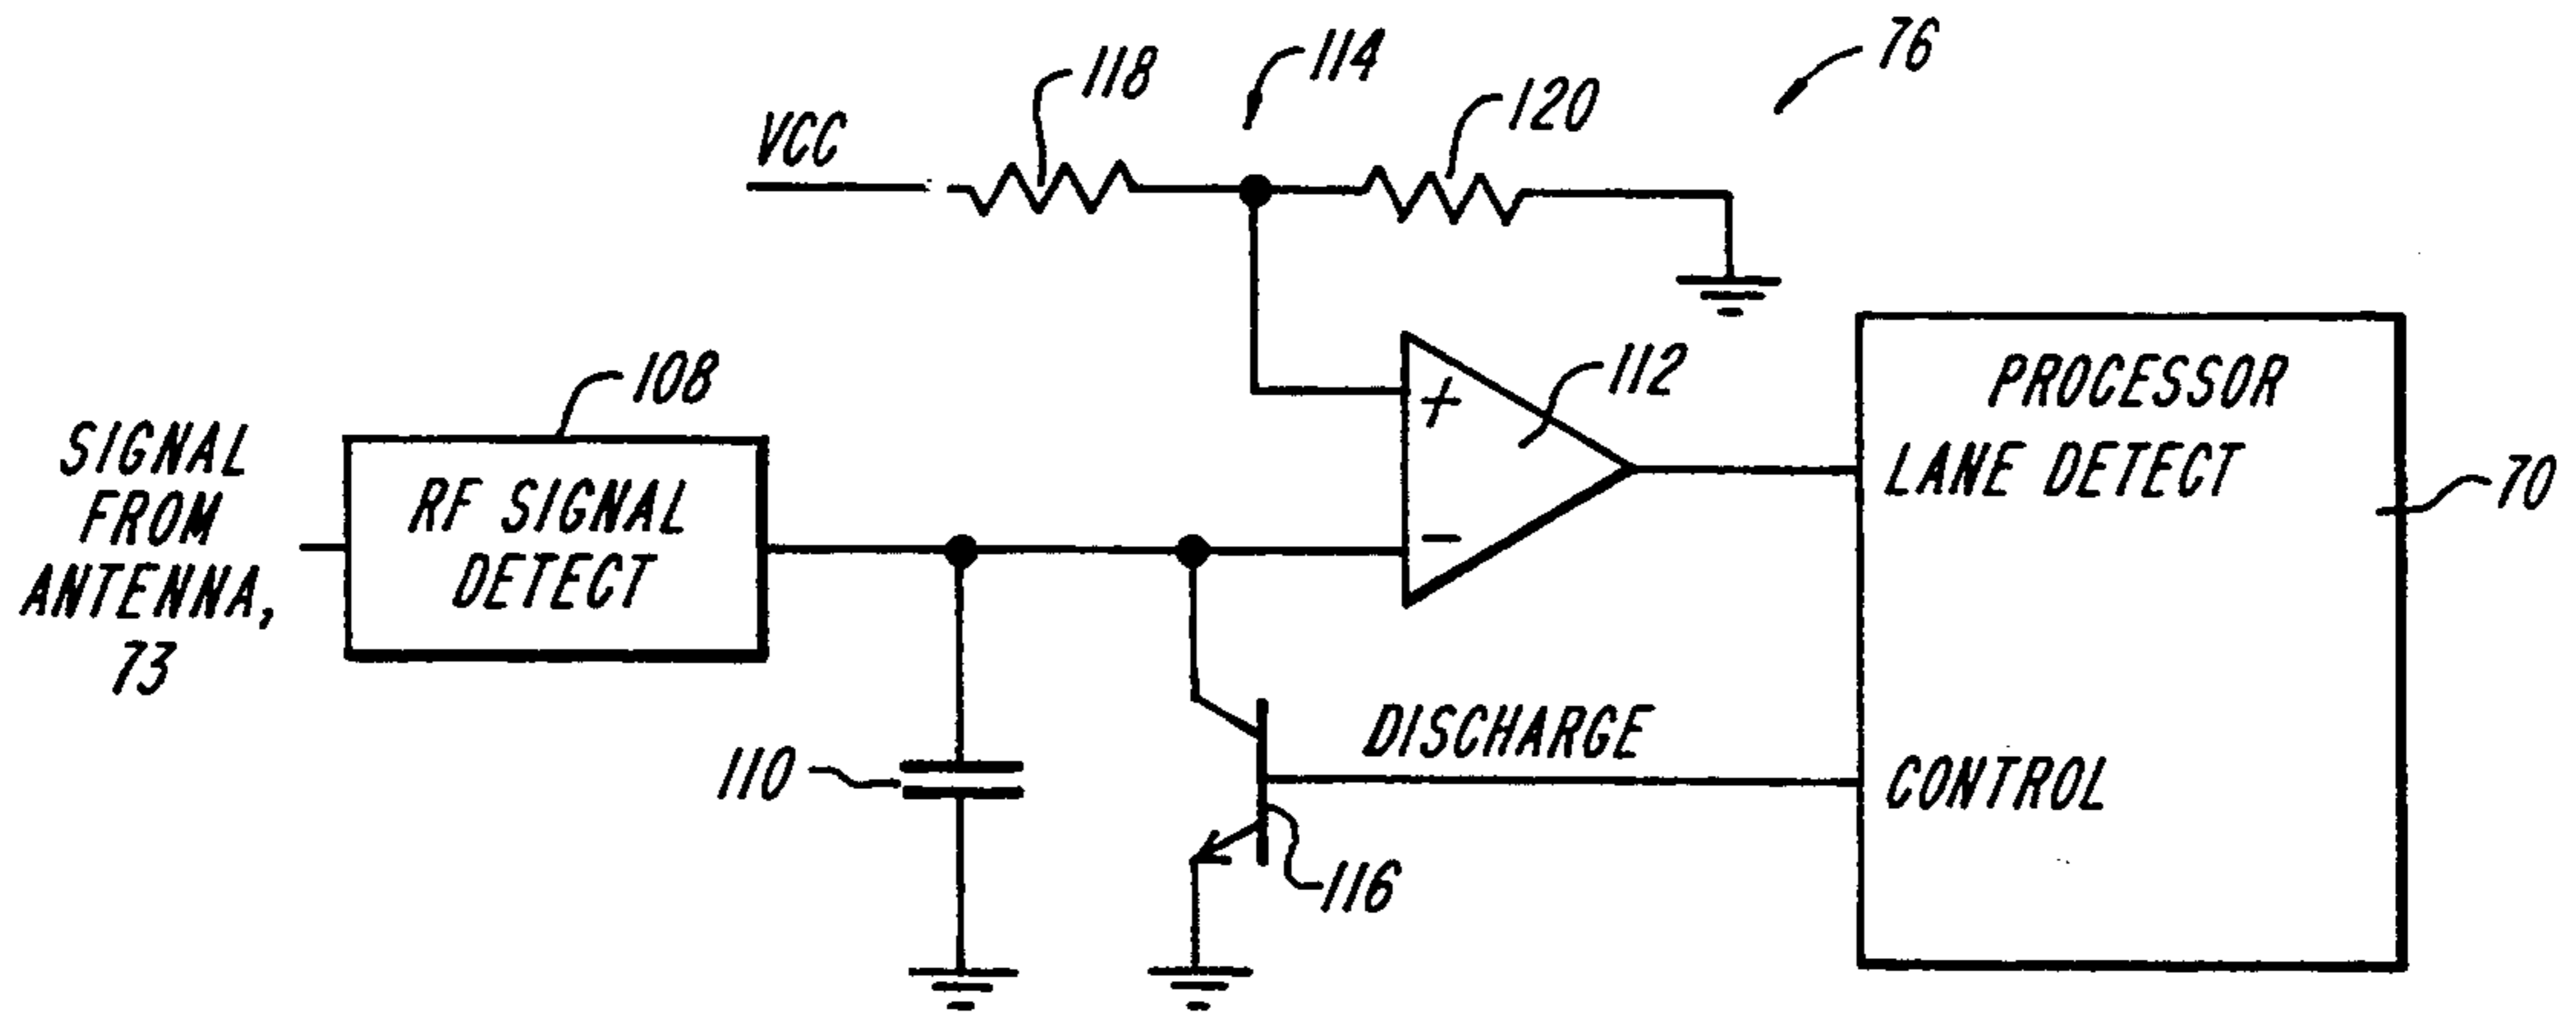 76
114
118
120
VCC
112
108
SIGNAL
FROM
ANTENNA,
73
RF SIGNAL
DETECT
+
−
PROCESSOR
LANE DETECT
70
DISCHARGE
CONTROL
110
116